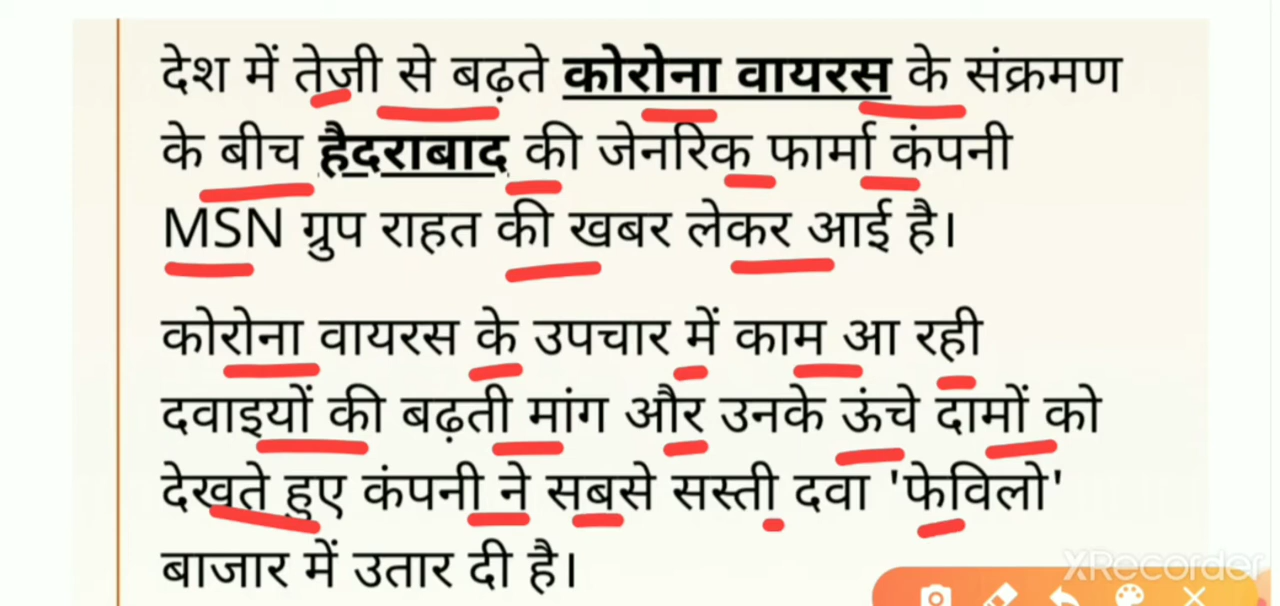 देश में तेजी से बढ़ते कोरोना वायरस के संक्रमण
के बीच हैदराबाद की जेनरिक फार्मा कंपनी
MSN ग्रुप राहत की खबर लेकर आई है।
कोरोना वायरस के उपचार में काम आ रही
दवाइयों की बढ़ती मांग और उनके ऊंचे दामों को
देखते हुए कंपनी ने सबसे सस्ती दवा 'फेविलो'
बाजार में उतार दी है।
XRecorder